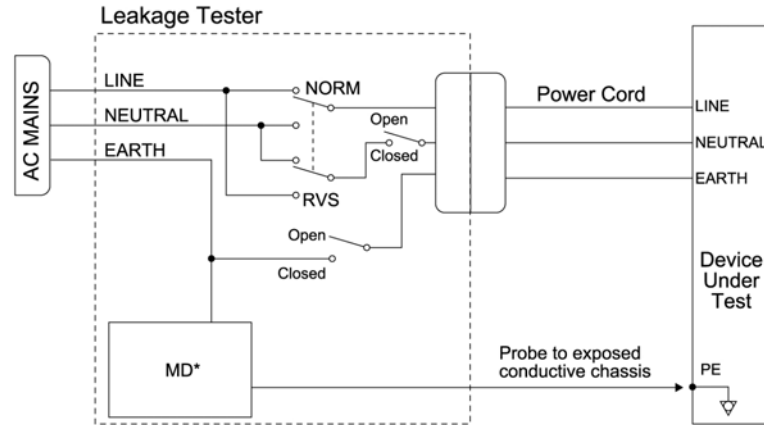 Leakage Tester
AC MAINS
LINE
NEUTRAL
EARTH
NORM
RVS
Open
Closed
Open
Closed
MD*
Power Cord
LINE
NEUTRAL
EARTH
Device
Under
Test
Probe to exposed
conductive chassis
PE